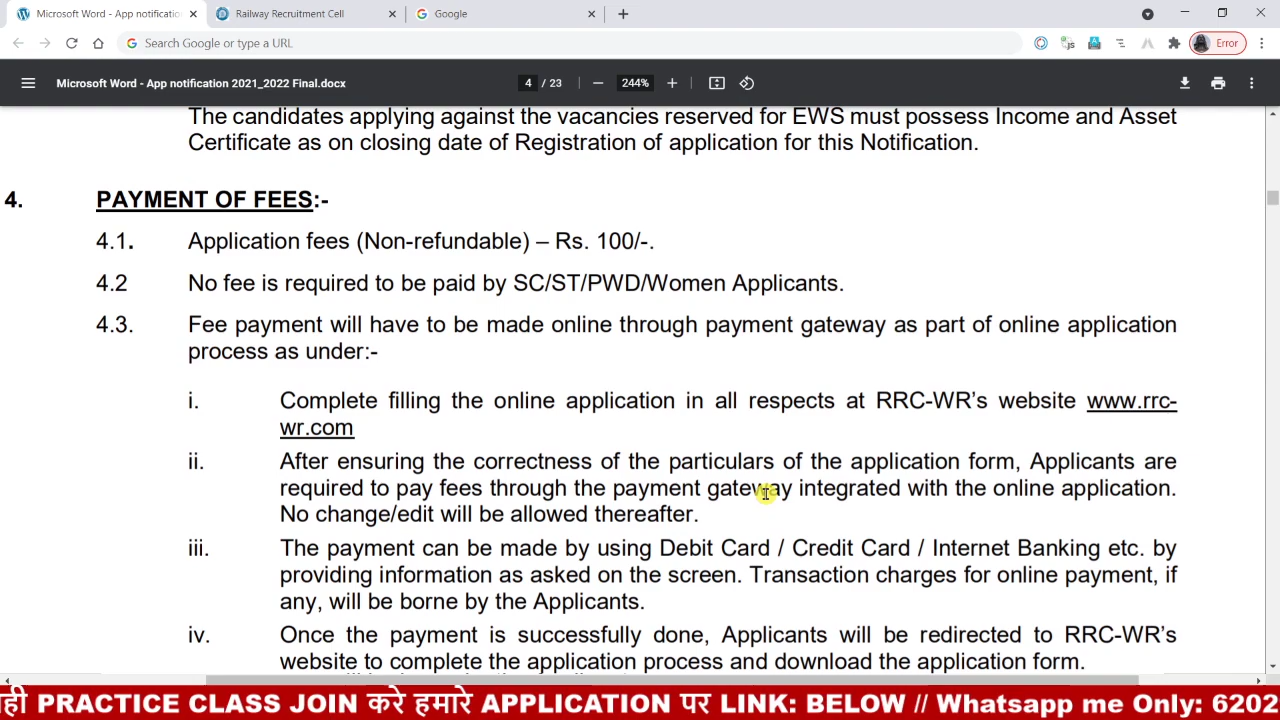 Microsoft Word - App notification
Railway Recruitment Cell
Google
Search Google or type a URL
Error
Microsoft Word - App notification 2021_2022 Final.docx
4 / 23
244%
The candidates applying against the vacancies reserved for EWS must possess Income and Asset
Certificate as on closing date of Registration of application for this Notification.
4. PAYMENT OF FEES:-
4.1. Application fees (Non-refundable) – Rs. 100/-.
4.2 No fee is required to be paid by SC/ST/PWD/Women Applicants.
4.3. Fee payment will have to be made online through payment gateway as part of online application
process as under:-
i. Complete filling the online application in all respects at RRC-WR’s website www.rrc-
wr.com
ii. After ensuring the correctness of the particulars of the application form, Applicants are
required to pay fees through the payment gateway integrated with the online application.
No change/edit will be allowed thereafter.
iii. The payment can be made by using Debit Card / Credit Card / Internet Banking etc. by
providing information as asked on the screen. Transaction charges for online payment, if
any, will be borne by the Applicants.
iv. Once the payment is successfully done, Applicants will be redirected to RRC-WR’s
website to complete the application process and download the application form.
ही PRACTICE CLASS JOIN करे हमारे APPLICATION पर LINK: BELOW // Whatsapp me Only: 6202